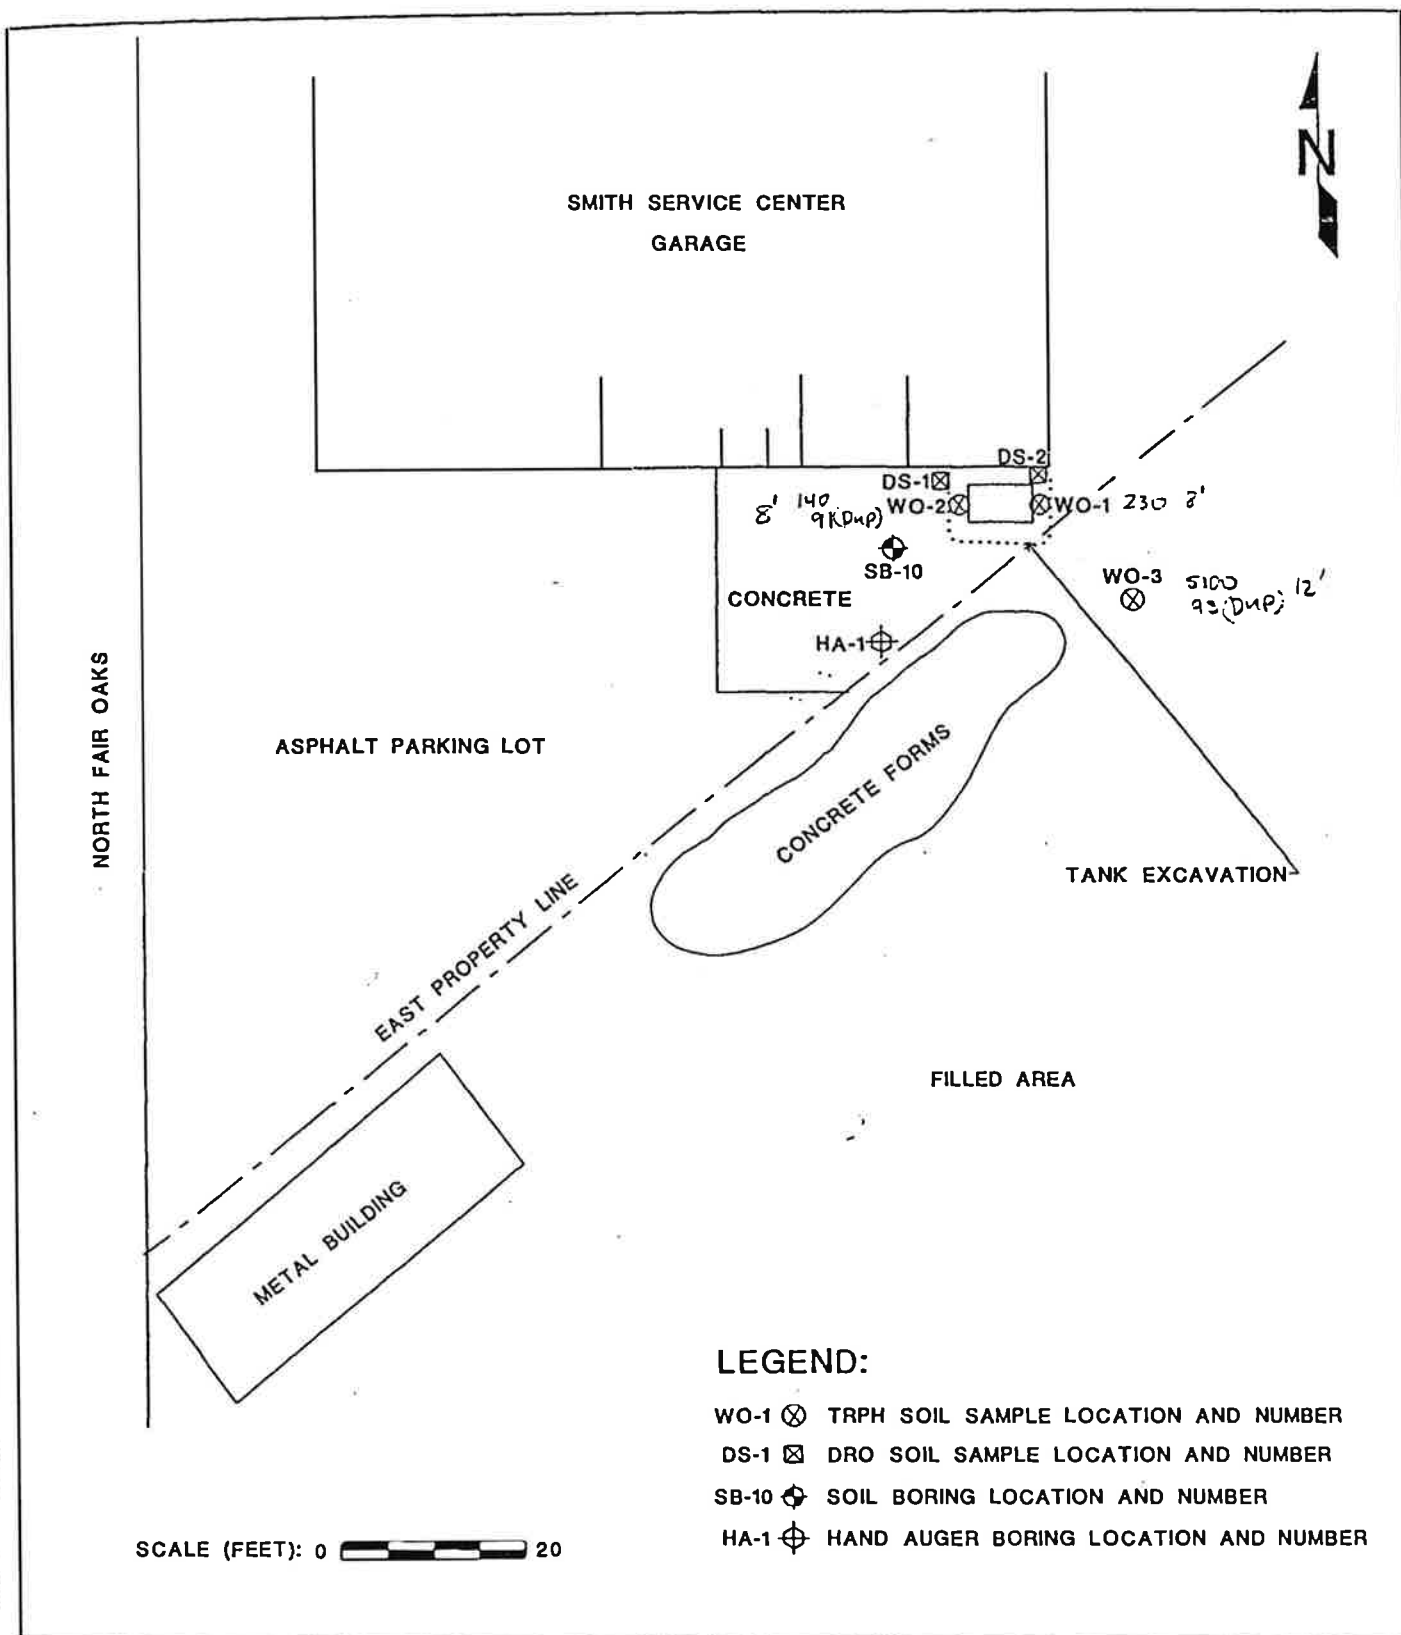 N
SMITH SERVICE CENTER
GARAGE
DS-2
DS-1
8' 140
9K(DUP)
WO-2
WO-1 230 8'
SB-10
WO-3 5100 12'
93(DUP)
CONCRETE
HA-1
NORTH FAIR OAKS
ASPHALT PARKING LOT
CONCRETE FORMS
TANK EXCAVATION
EAST PROPERTY LINE
FILLED AREA
METAL BUILDING
LEGEND:
WO-1 TRPH SOIL SAMPLE LOCATION AND NUMBER
DS-1 DRO SOIL SAMPLE LOCATION AND NUMBER
SB-10 SOIL BORING LOCATION AND NUMBER
HA-1 HAND AUGER BORING LOCATION AND NUMBER
SCALE (FEET): 0 20